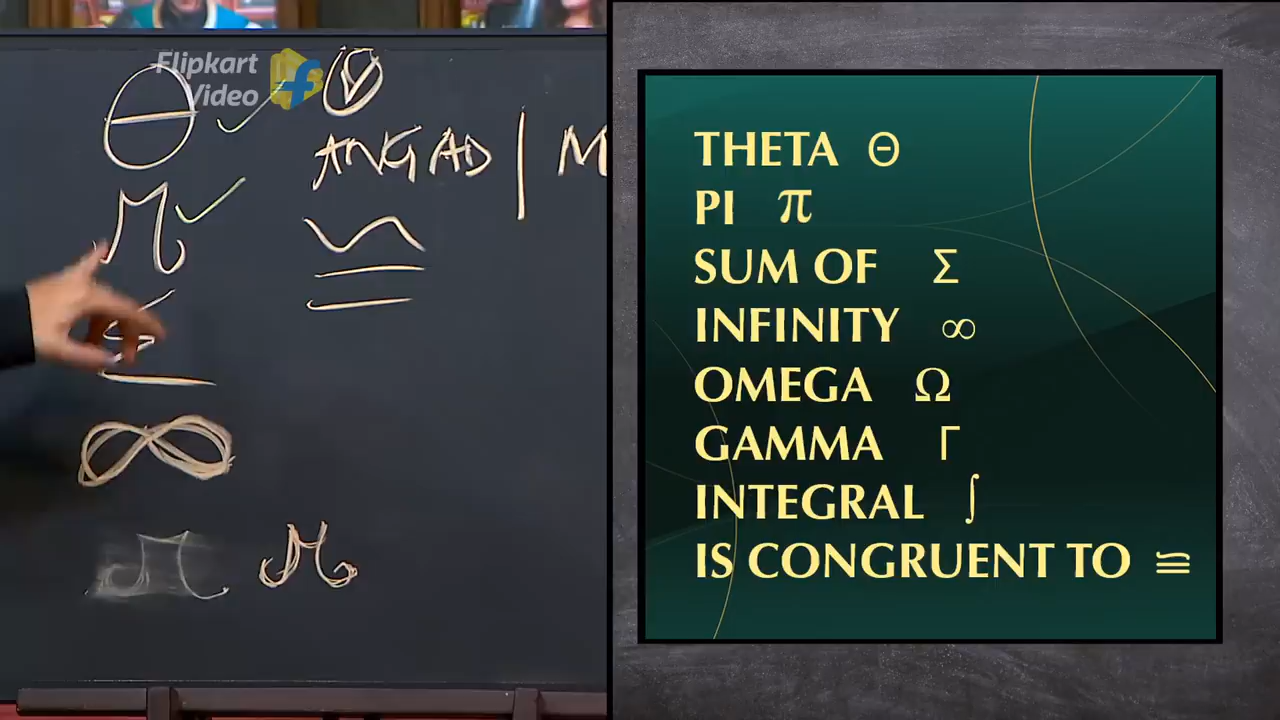 Flipkart
Video
ANGAD | M
θ
∞
THETA Θ
PI π
SUM OF Σ
INFINITY ∞
OMEGA Ω
GAMMA Γ
INTEGRAL ∫
IS CONGRUENT TO ≌